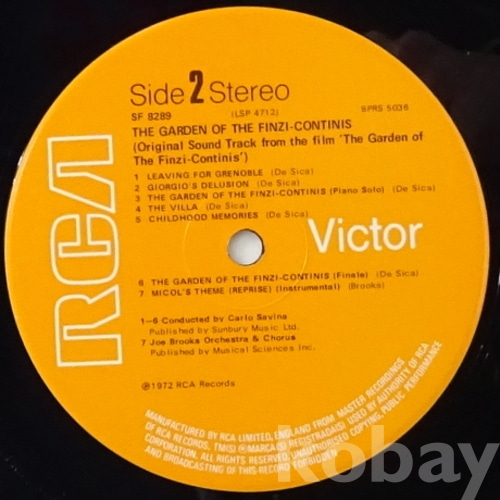 Side 2 Stereo
SF 8289 (LSP 4712) BPRS 5036
THE GARDEN OF THE FINZI-CONTINIS
(Original Sound Track from the film 'The Garden of
The Finzi-Continis')
1 LEAVING FOR GRENOBLE (De Sica)
2 GIORGIO'S DELUSION (De Sica)
3 THE GARDEN OF THE FINZI-CONTINIS (Piano Solo) (De Sica)
4 THE VILLA (De Sica)
5 CHILDHOOD MEMORIES (De Sica)
RCA Victor
6 THE GARDEN OF THE FINZI-CONTINIS (Finale) (De Sica)
7 MICOL'S THEME (REPRISE) (Instrumental) (Brooks)
1—6 Conducted by Carlo Savina
Published by Sunbury Music Ltd.
7 Joe Brooks Orchestra & Chorus
Published by Musical Sciences Inc.
℗1972 RCA Records
MANUFACTURED BY RCA LIMITED, ENGLAND FROM MASTER RECORDINGS
OF RCA RECORDS. TM(S) ® MARCA(S) REGISTRADA(S) USED BY AUTHORITY OF RCA
CORPORATION. ALL RIGHTS RESERVED. UNAUTHORISED COPYING, PUBLIC PERFORMANCE
AND BROADCASTING OF THIS RECORD FORBIDDEN
kobay